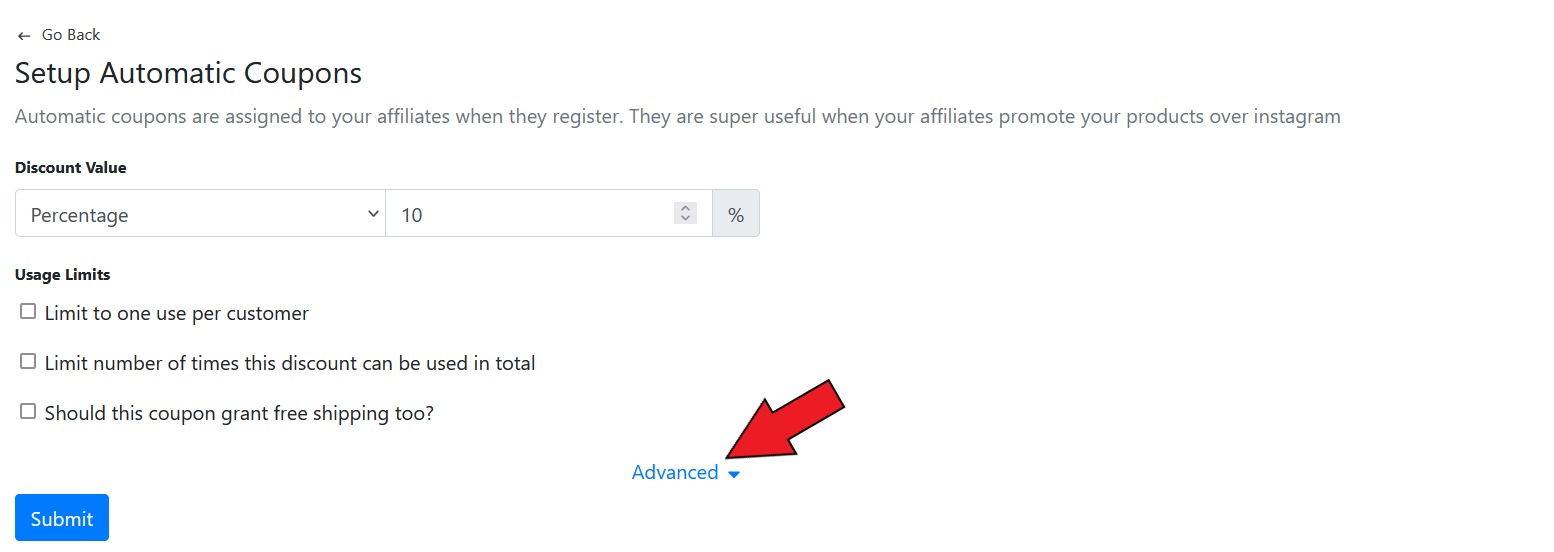 ← Go Back
Setup Automatic Coupons
Automatic coupons are assigned to your affiliates when they register. They are super useful when your affiliates promote your products over instagram
Discount Value
Percentage 10 %
Usage Limits
Limit to one use per customer
Limit number of times this discount can be used in total
Should this coupon grant free shipping too?
Advanced
Submit